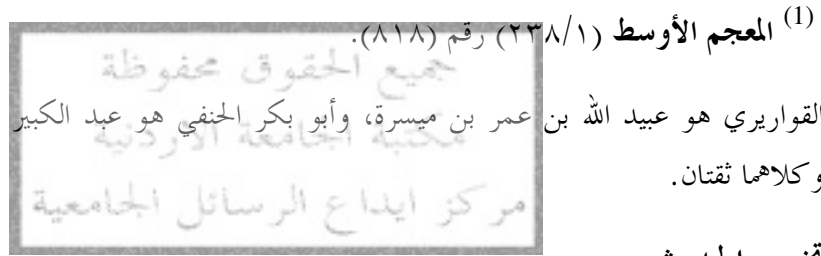 (1) المعجم الأوسط (٢٣٨/١) رقم (٨١٨).
جميع الحقوق محفوظة
القواريري هو عبيد الله بن عمر بن ميسرة، وأبو بكر الحنفي هو عبد الكبير
مكتبة الجامعة الاردنية
وكلاهما ثقتان.
مركز ايداع الرسائل الجامعية